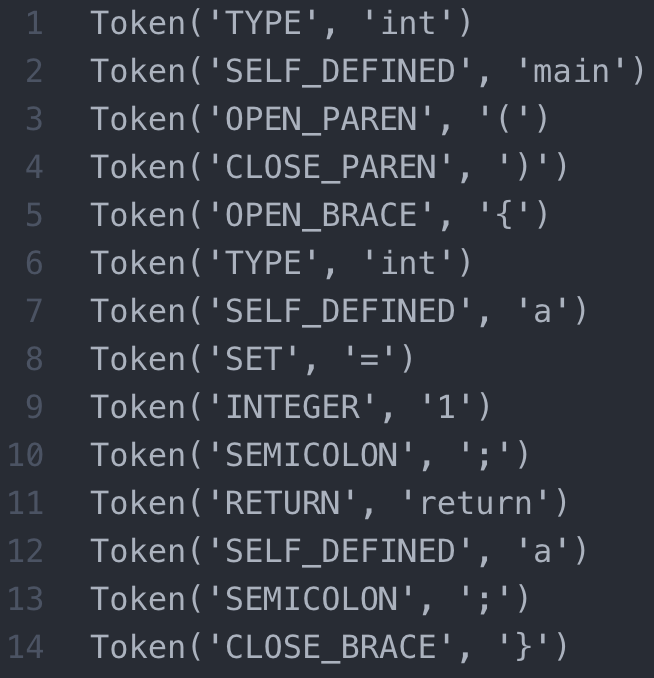 1 Token('TYPE', 'int')
2 Token('SELF_DEFINED', 'main')
3 Token('OPEN_PAREN', '(')
4 Token('CLOSE_PAREN', ')')
5 Token('OPEN_BRACE', '{')
6 Token('TYPE', 'int')
7 Token('SELF_DEFINED', 'a')
8 Token('SET', '=')
9 Token('INTEGER', '1')
10 Token('SEMICOLON', ';')
11 Token('RETURN', 'return')
12 Token('SELF_DEFINED', 'a')
13 Token('SEMICOLON', ';')
14 Token('CLOSE_BRACE', '}')